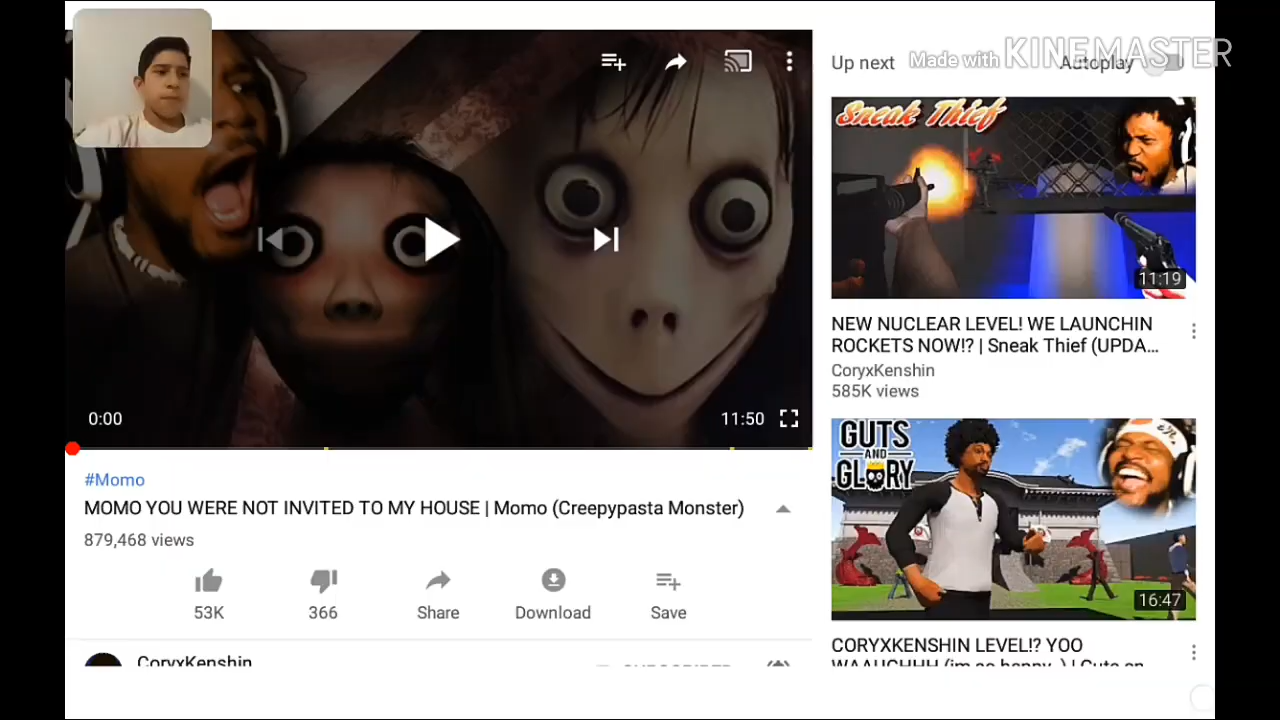 Up next
Autoplay
Made with KINEMASTER
Sneak Thief
11:19
NEW NUCLEAR LEVEL! WE LAUNCHIN
ROCKETS NOW!? | Sneak Thief (UPDA...
CoryxKenshin
585K views
0:00
11:50
#Momo
MOMO YOU WERE NOT INVITED TO MY HOUSE | Momo (Creepypasta Monster)
879,468 views
53K
366
Share
Download
Save
CoryxKenshin
GUTS
AND
GLORY
16:47
CORYXKENSHIN LEVEL!? YOO